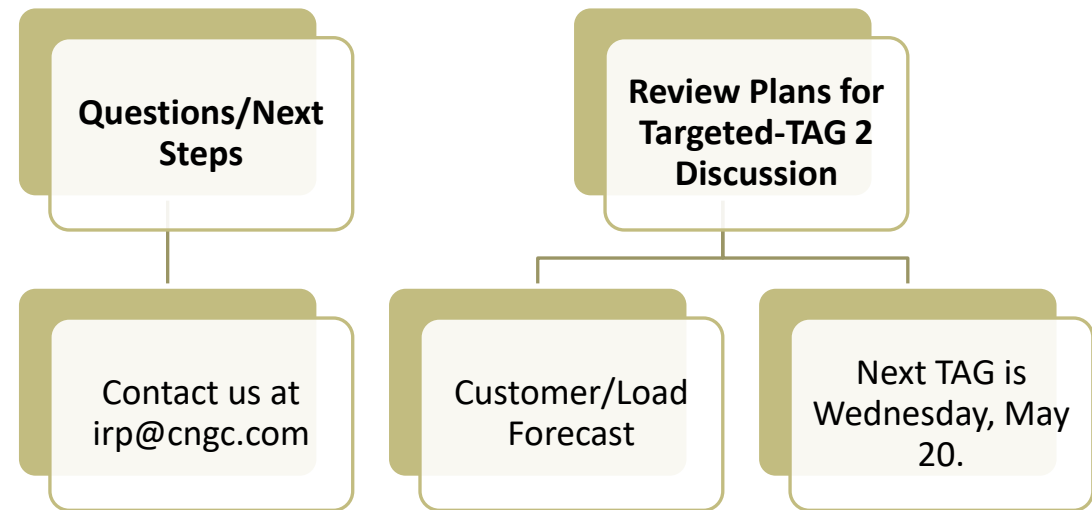 Questions/Next
Steps
Review Plans for
Targeted-TAG 2
Discussion
Contact us at
irp@cngc.com
Customer/Load
Forecast
Next TAG is
Wednesday, May
20.